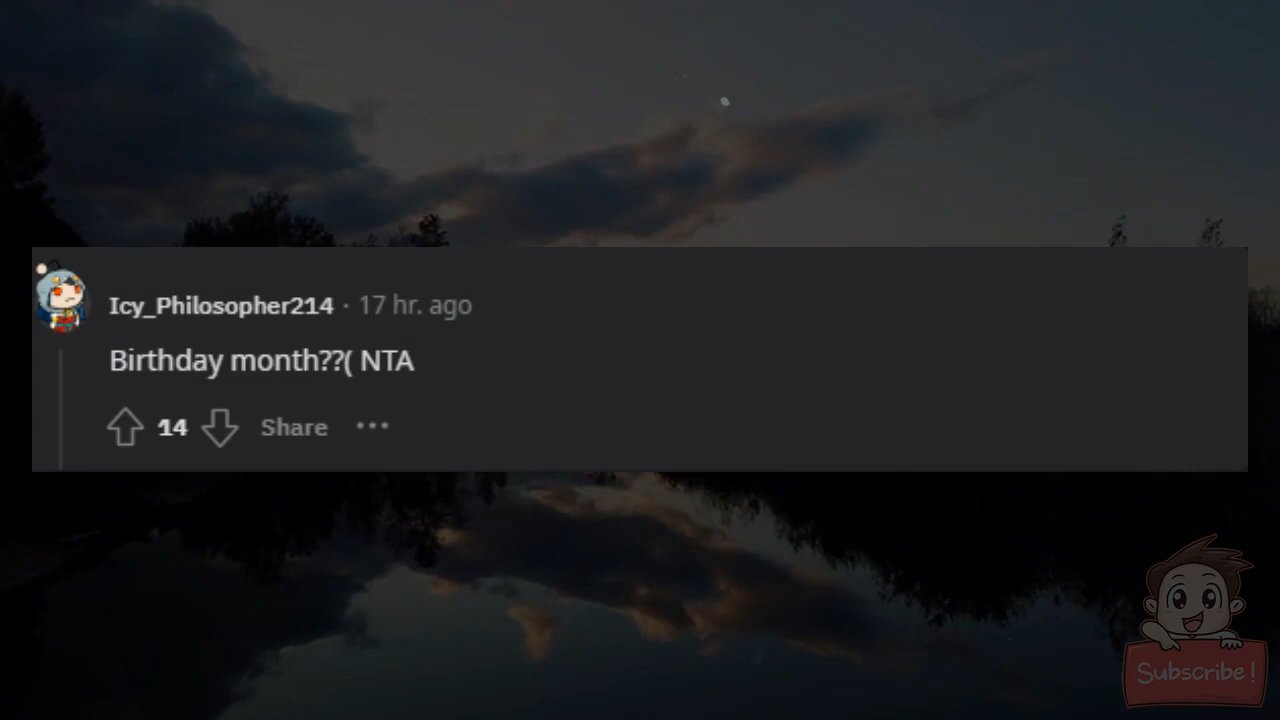 Icy_Philosopher214 · 17 hr. ago
Birthday month??( NTA
14 Share ...
Subscribe!